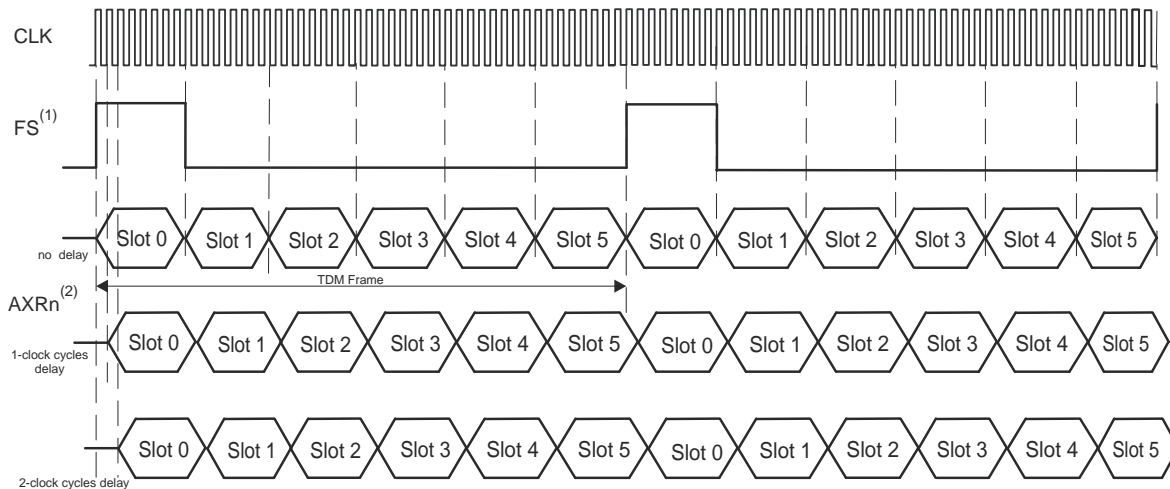 CLK
FS(1)
Slot 0 Slot 1 Slot 2 Slot 3 Slot 4 Slot 5 Slot 0 Slot 1 Slot 2 Slot 3 Slot 4 Slot 5
no delay
TDM Frame
AXRn(2)
Slot 0 Slot 1 Slot 2 Slot 3 Slot 4 Slot 5 Slot 0 Slot 1 Slot 2 Slot 3 Slot 4 Slot 5
1-clock cycles
delay
Slot 0 Slot 1 Slot 2 Slot 3 Slot 4 Slot 5 Slot 0 Slot 1 Slot 2 Slot 3 Slot 4 Slot 5
2-clock cycles delay